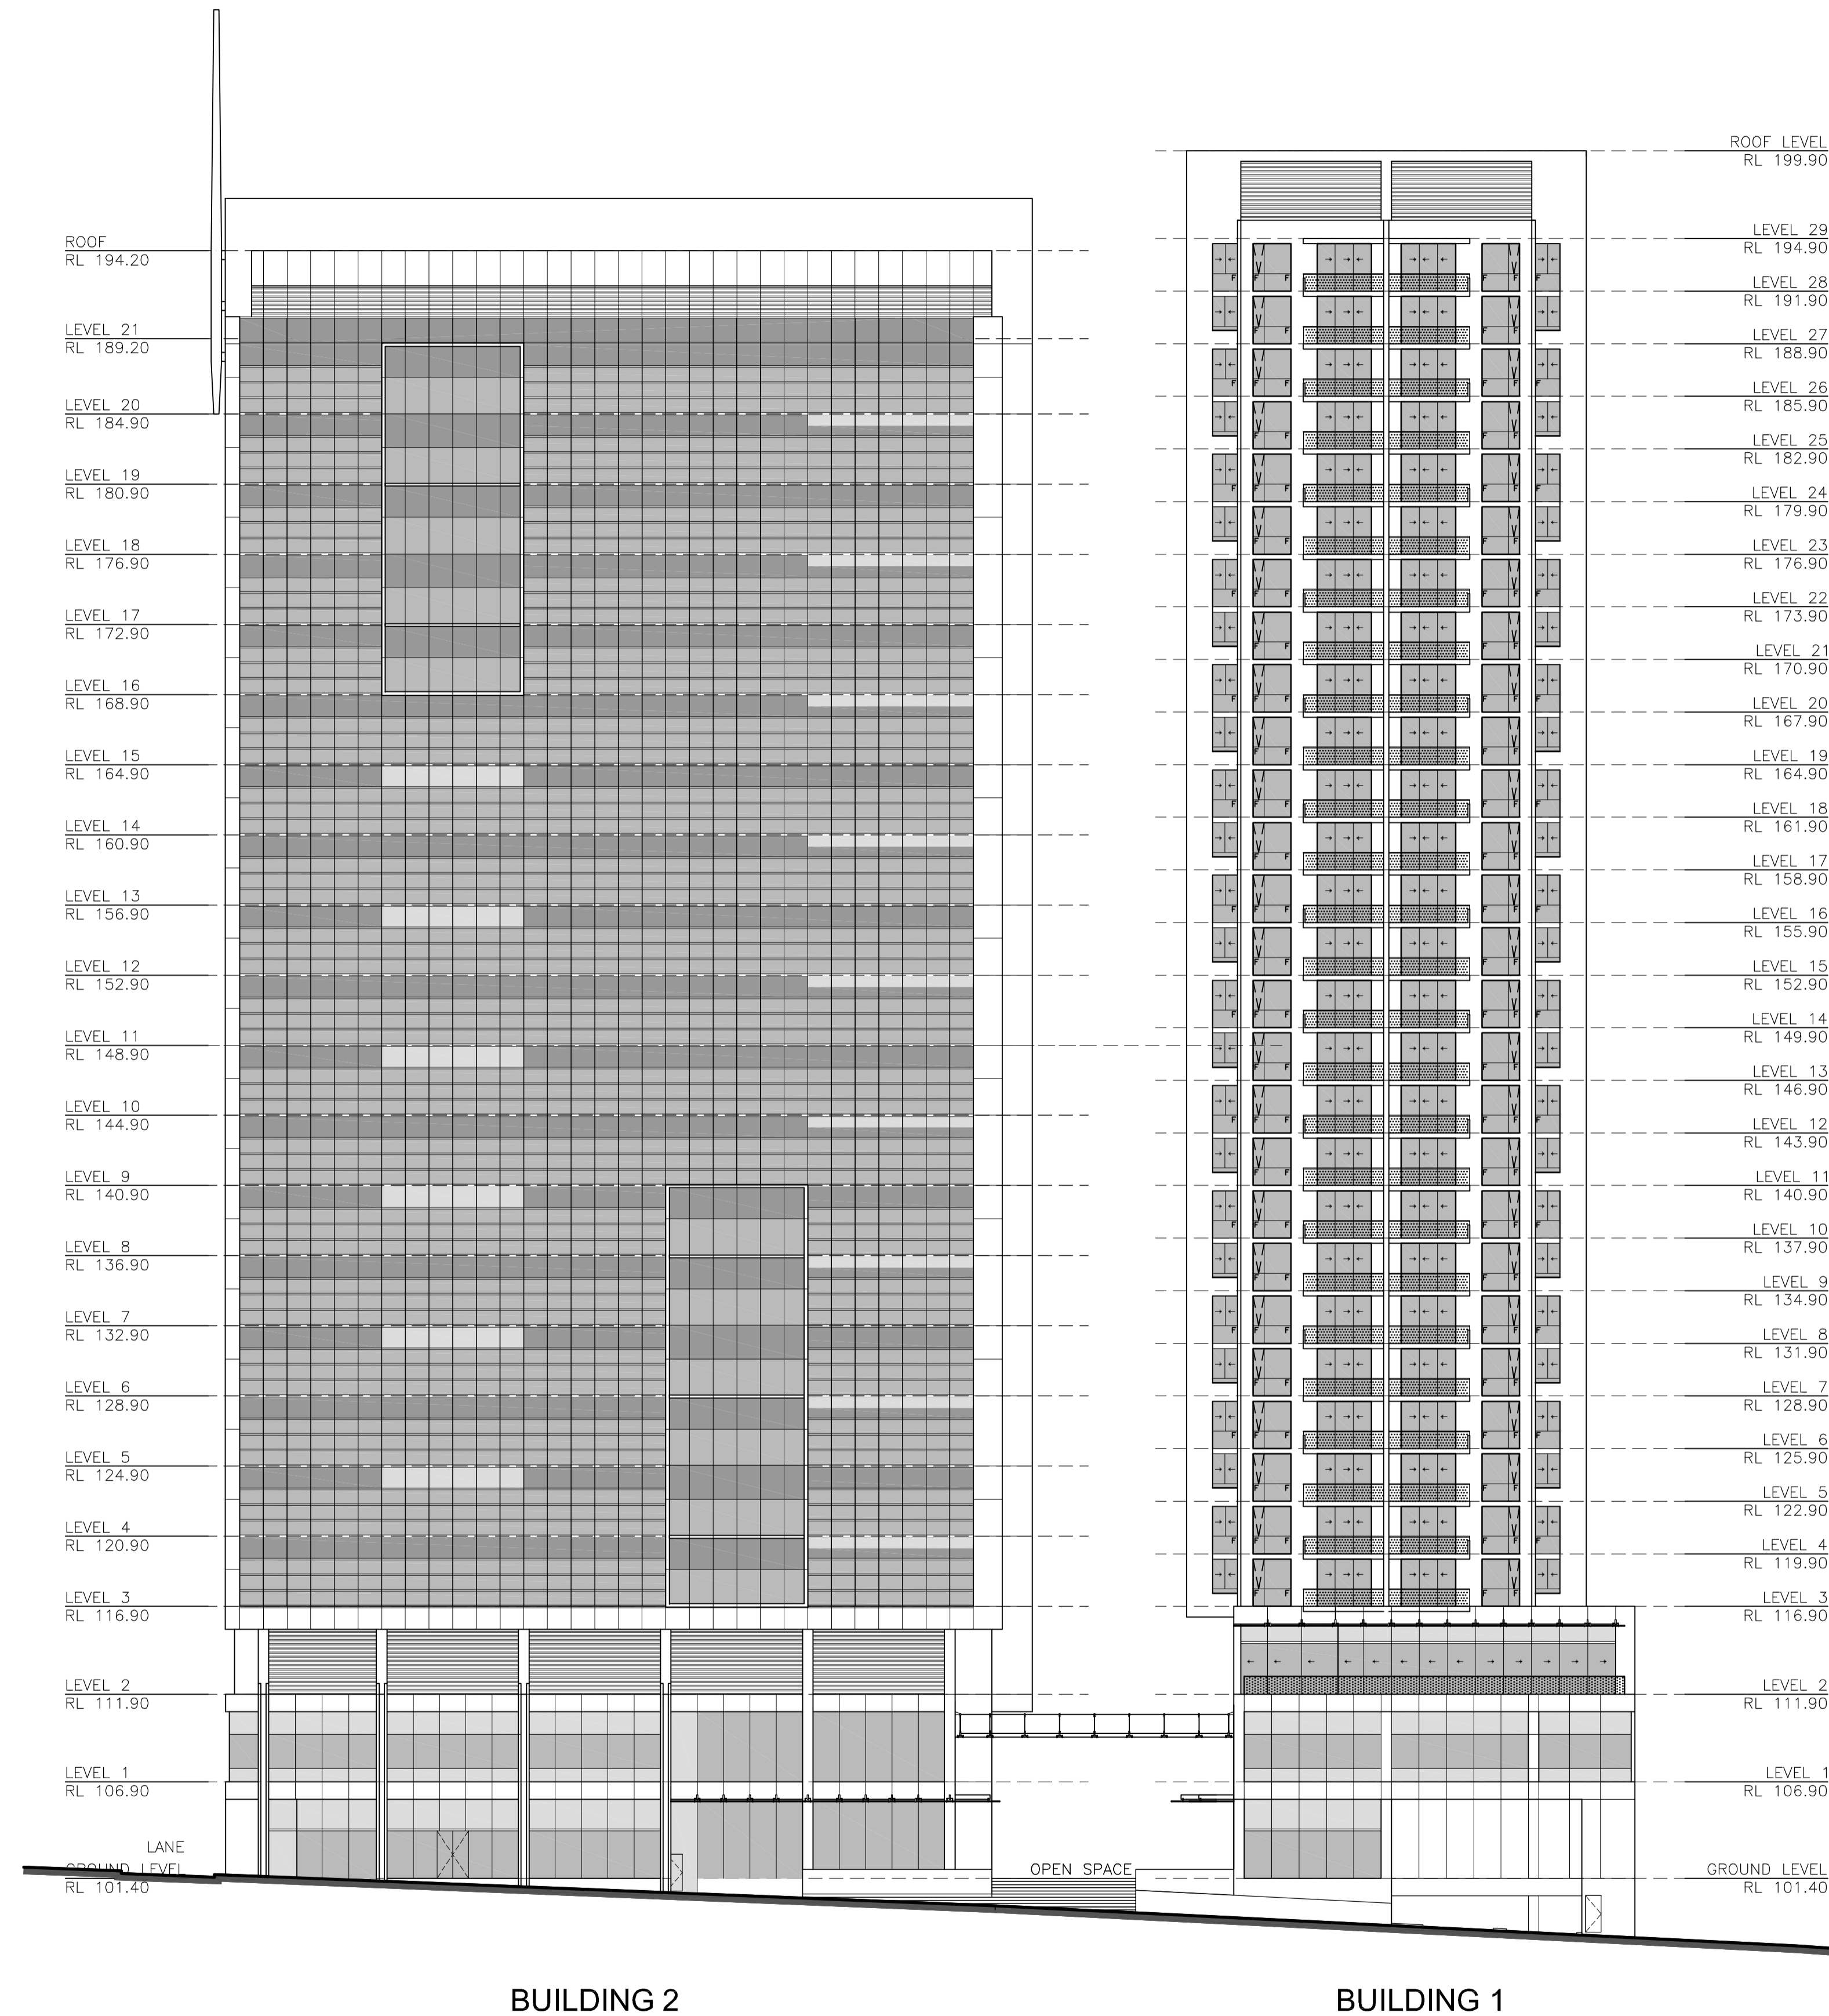 ROOF
RL 194.20
LEVEL 21
RL 189.20
LEVEL 20
RL 184.90
LEVEL 19
RL 180.90
LEVEL 18
RL 176.90
LEVEL 17
RL 172.90
LEVEL 16
RL 168.90
LEVEL 15
RL 164.90
LEVEL 14
RL 160.90
LEVEL 13
RL 156.90
LEVEL 12
RL 152.90
LEVEL 11
RL 148.90
LEVEL 10
RL 144.90
LEVEL 9
RL 140.90
LEVEL 8
RL 136.90
LEVEL 7
RL 132.90
LEVEL 6
RL 128.90
LEVEL 5
RL 124.90
LEVEL 4
RL 120.90
LEVEL 3
RL 116.90
LEVEL 2
RL 111.90
LEVEL 1
RL 106.90
LANE
GROUND LEVEL
RL 101.40
OPEN SPACE
ROOF LEVEL
RL 199.90
LEVEL 29
RL 194.90
LEVEL 28
RL 191.90
LEVEL 27
RL 188.90
LEVEL 26
RL 185.90
LEVEL 25
RL 182.90
LEVEL 24
RL 179.90
LEVEL 23
RL 176.90
LEVEL 22
RL 173.90
LEVEL 21
RL 170.90
LEVEL 20
RL 167.90
LEVEL 19
RL 164.90
LEVEL 18
RL 161.90
LEVEL 17
RL 158.90
LEVEL 16
RL 155.90
LEVEL 15
RL 152.90
LEVEL 14
RL 149.90
LEVEL 13
RL 146.90
LEVEL 12
RL 143.90
LEVEL 11
RL 140.90
LEVEL 10
RL 137.90
LEVEL 9
RL 134.90
LEVEL 8
RL 131.90
LEVEL 7
RL 128.90
LEVEL 6
RL 125.90
LEVEL 5
RL 122.90
LEVEL 4
RL 119.90
LEVEL 3
RL 116.90
LEVEL 2
RL 111.90
LEVEL 1
RL 106.90
GROUND LEVEL
RL 101.40
BUILDING 2
BUILDING 1